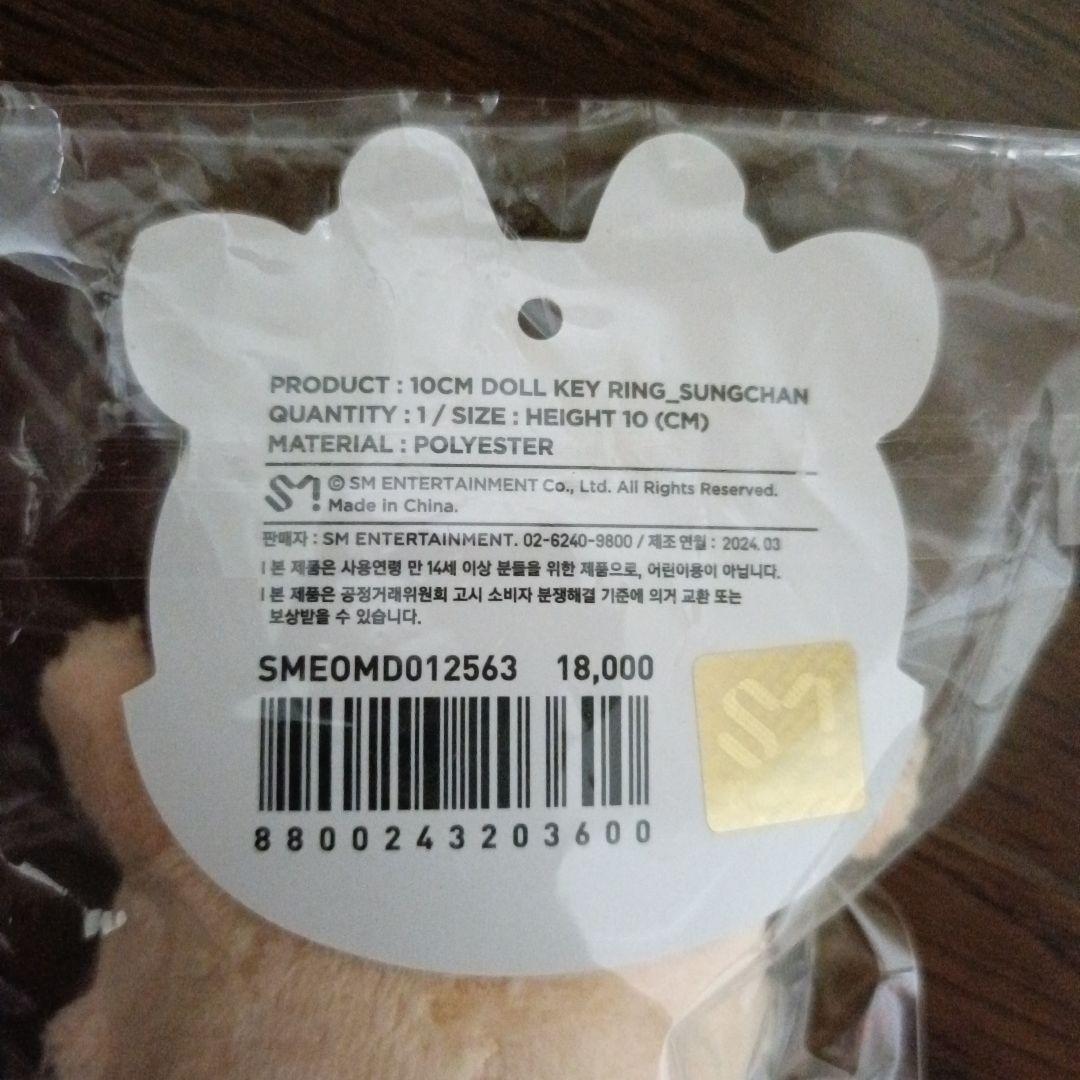 PRODUCT : 10CM DOLL KEY RING_SUNGCHAN
QUANTITY : 1 / SIZE : HEIGHT 10 (CM)
MATERIAL : POLYESTER
SM © SM ENTERTAINMENT Co., Ltd. All Rights Reserved.
Made in China.
판매자 : SM ENTERTAINMENT. 02-6240-9800 / 제조연월 : 2024. 03
I 본 제품은 사용연령 만 14세 이상 분들을 위한 제품으로, 어린이용이 아닙니다.
I 본 제품은 공정거래위원회 고시 소비자 분쟁해결 기준에 의거 교환 또는
보상받을 수 있습니다.
SMEOMD012563 18,000
SM
8800243203600